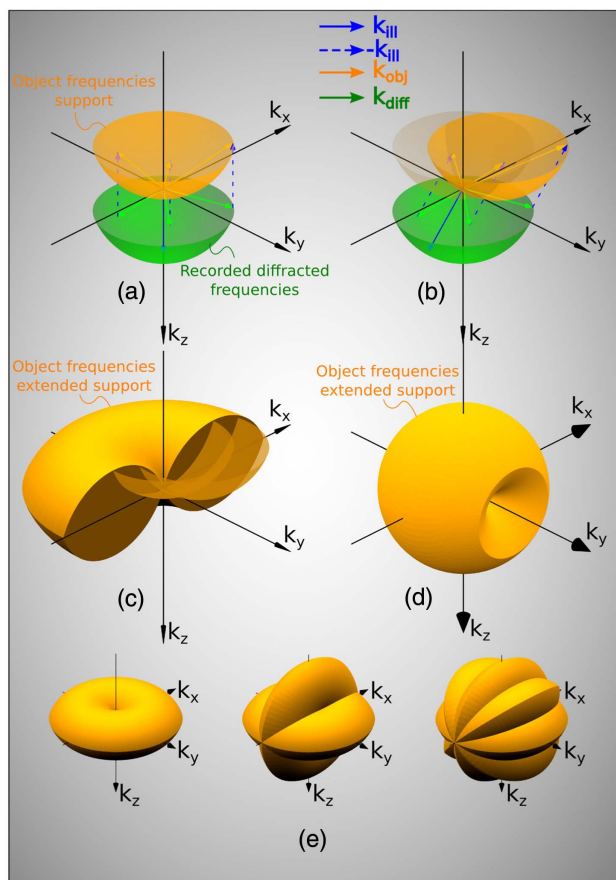 k_ill
-k_ill
k_obj
k_diff
Object frequencies
support
k_x
k_y
Recorded diffracted
frequencies
(a)
k_z
k_x
k_y
(b)
k_z
Object frequencies
extended support
k_x
k_y
(c)
k_z
Object frequencies
extended support
k_x
k_y
(d)
k_z
k_x
k_y
k_z
k_x
k_y
k_z
k_x
k_y
k_z
(e)